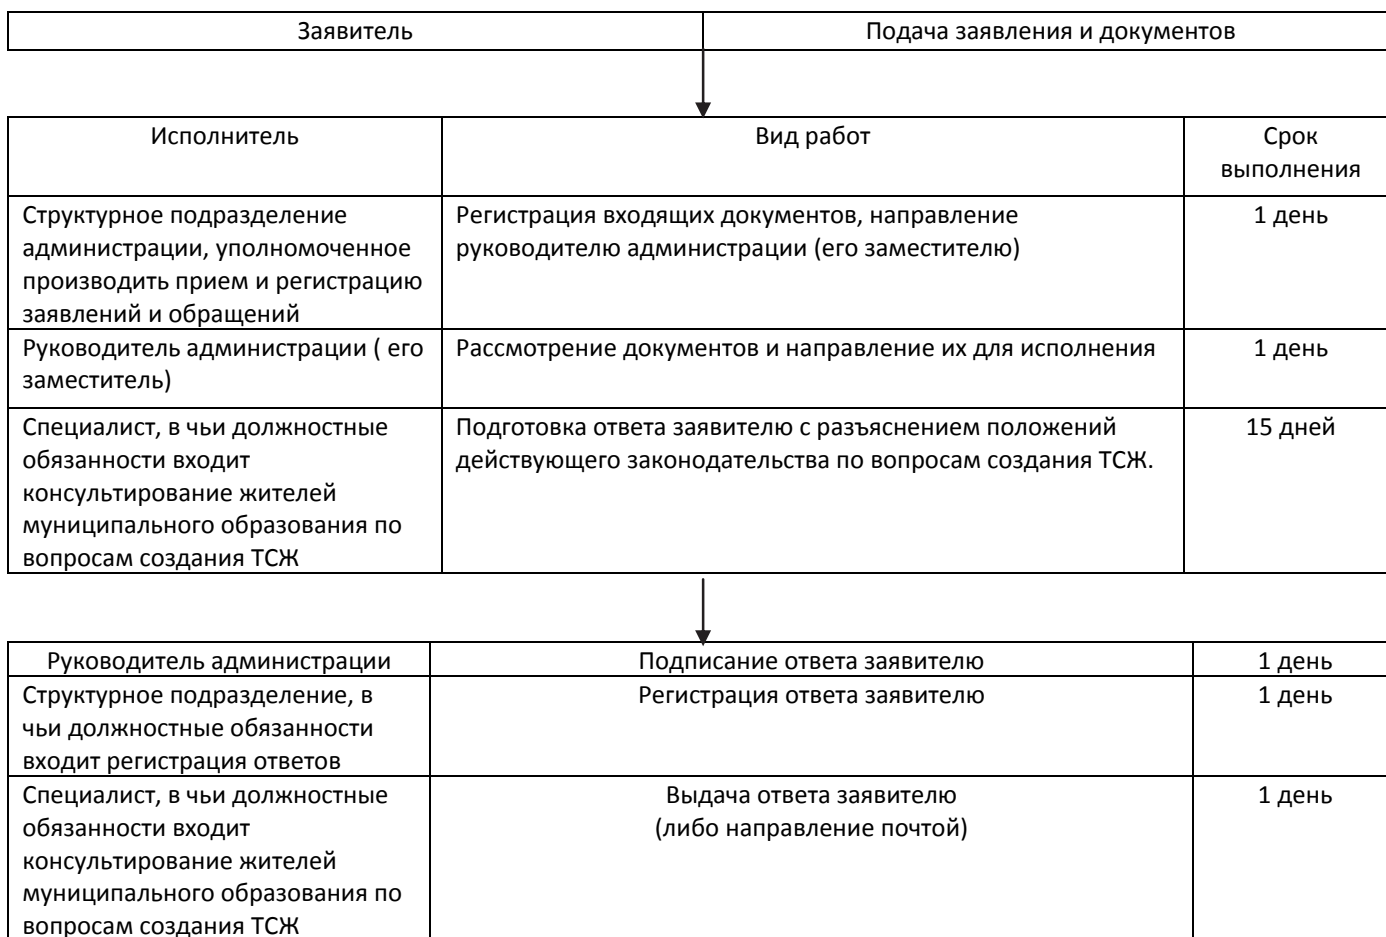 Заявитель
Подача заявления и документов
Исполнитель
Вид работ
Срок
выполнения
Структурное подразделение
администрации, уполномоченное
производить прием и регистрацию
заявлений и обращений
Регистрация входящих документов, направление
руководителю администрации (его заместителю)
1 день
Руководитель администрации ( его
заместитель)
Рассмотрение документов и направление их для исполнения
1 день
Специалист, в чьи должностные
обязанности входит
консультирование жителей
муниципального образования по
вопросам создания ТСЖ
Подготовка ответа заявителю с разъяснением положений
действующего законодательства по вопросам создания ТСЖ.
15 дней
Руководитель администрации
Подписание ответа заявителю
1 день
Структурное подразделение, в
чьи должностные обязанности
входит регистрация ответов
Регистрация ответа заявителю
1 день
Специалист, в чьи должностные
обязанности входит
консультирование жителей
муниципального образования по
вопросам создания ТСЖ
Выдача ответа заявителю
(либо направление почтой)
1 день